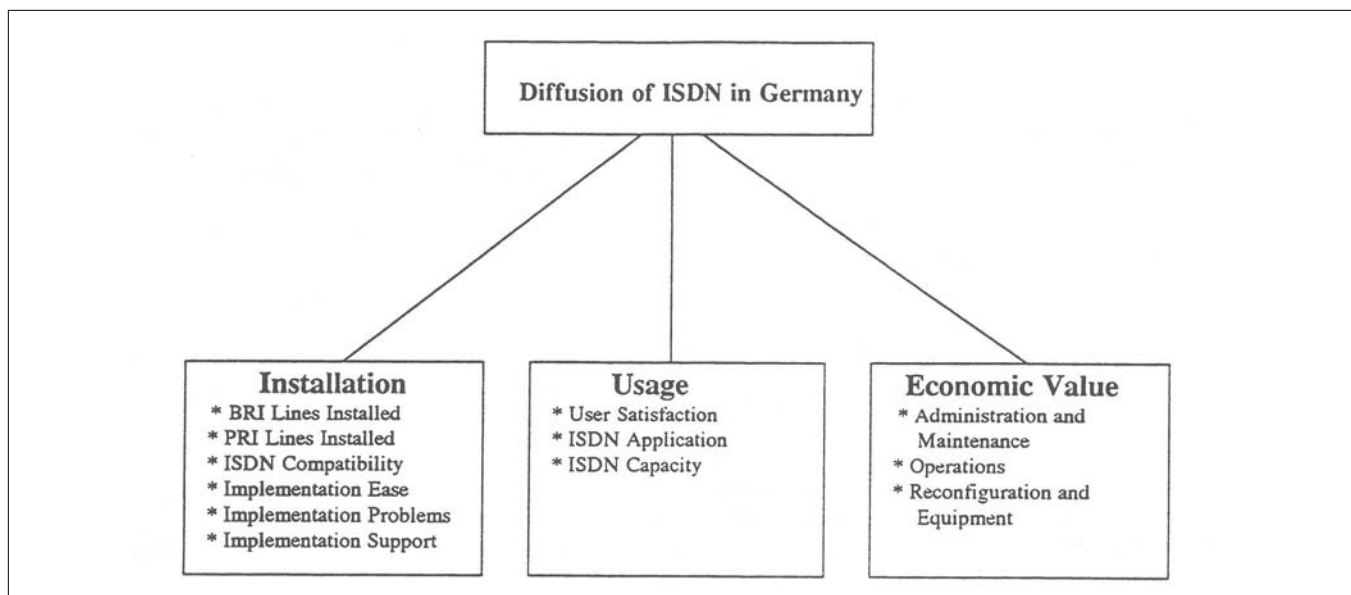 Diffusion of ISDN in Germany
Installation
* BRI Lines Installed
* PRI Lines Installed
* ISDN Compatibility
* Implementation Ease
* Implementation Problems
* Implementation Support
Usage
* User Satisfaction
* ISDN Application
* ISDN Capacity
Economic Value
* Administration and
Maintenance
* Operations
* Reconfiguration and
Equipment